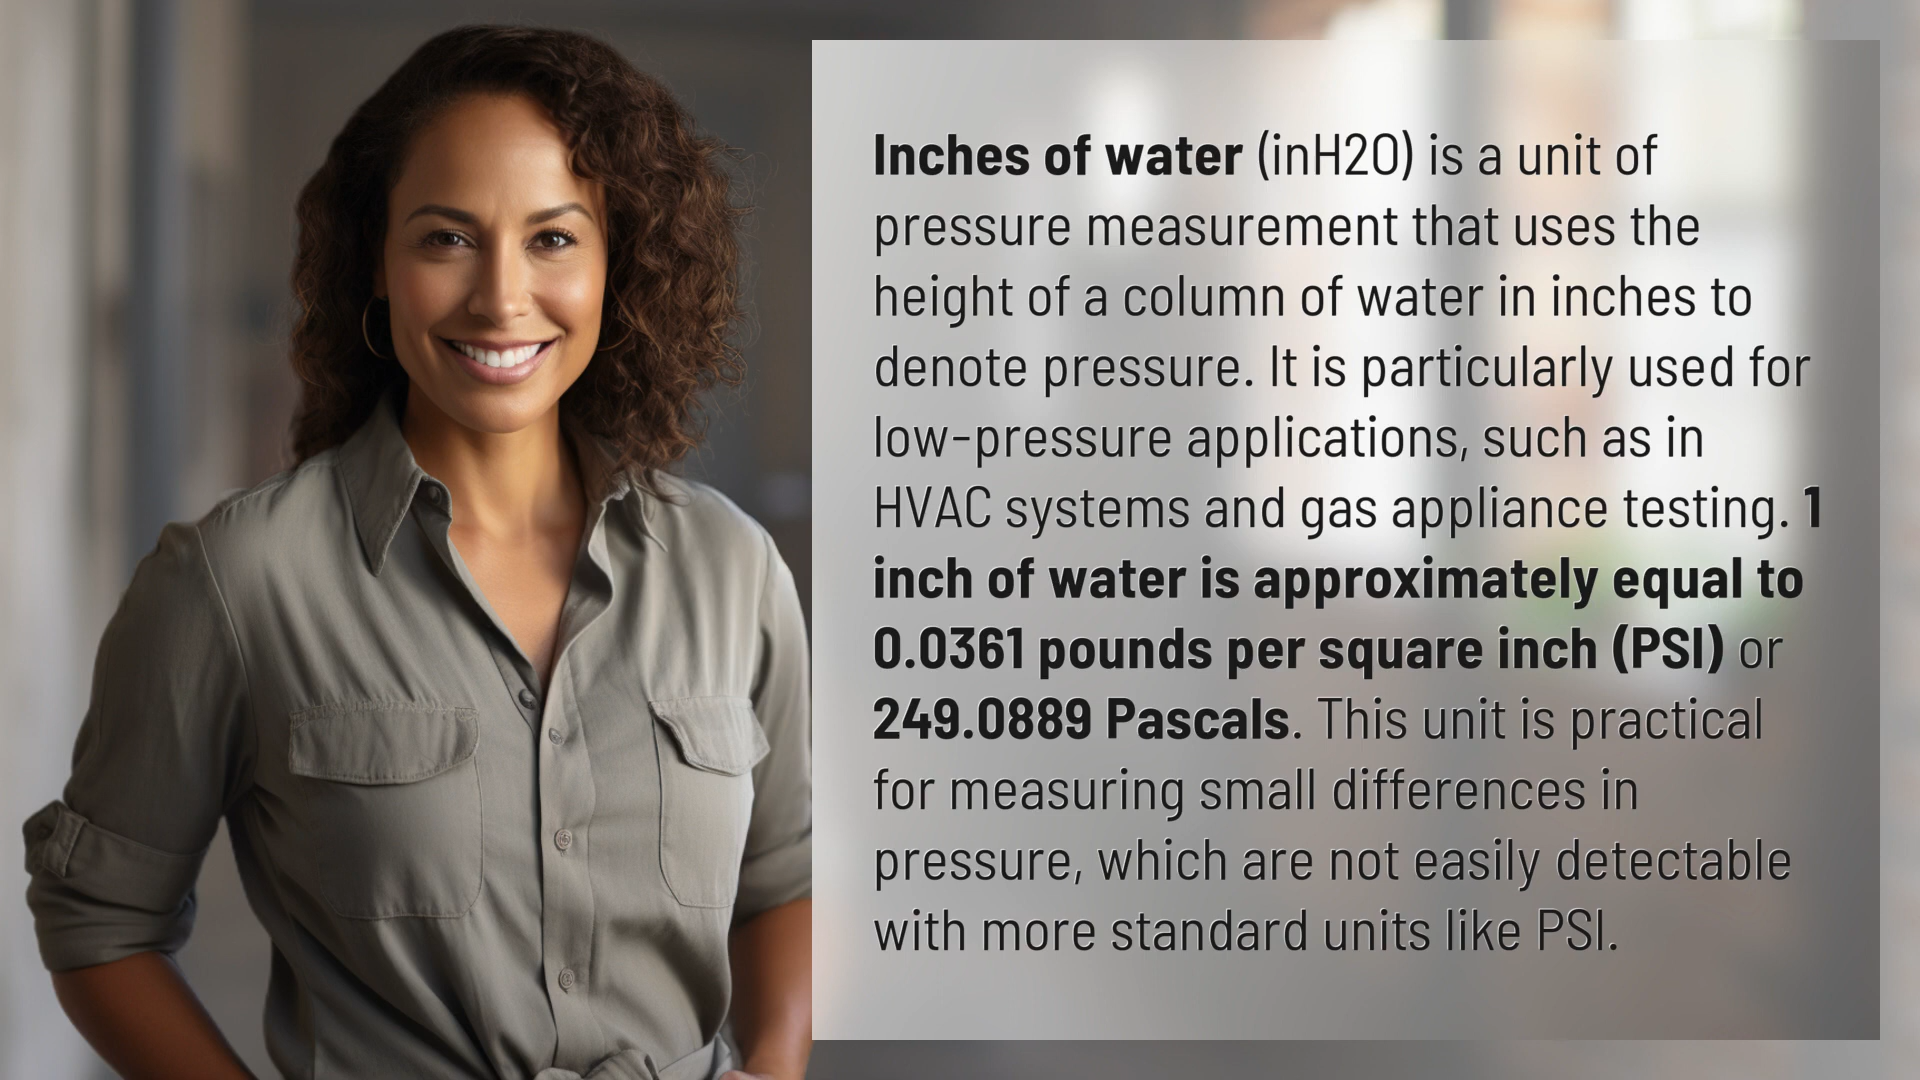 Inches of water (inH2O) is a unit of
pressure measurement that uses the
height of a column of water in inches to
denote pressure. It is particularly used for
low-pressure applications, such as in
HVAC systems and gas appliance testing. 1
inch of water is approximately equal to
0.0361 pounds per square inch (PSI) or
249.0889 Pascals. This unit is practical
for measuring small differences in
pressure, which are not easily detectable
with more standard units like PSI.